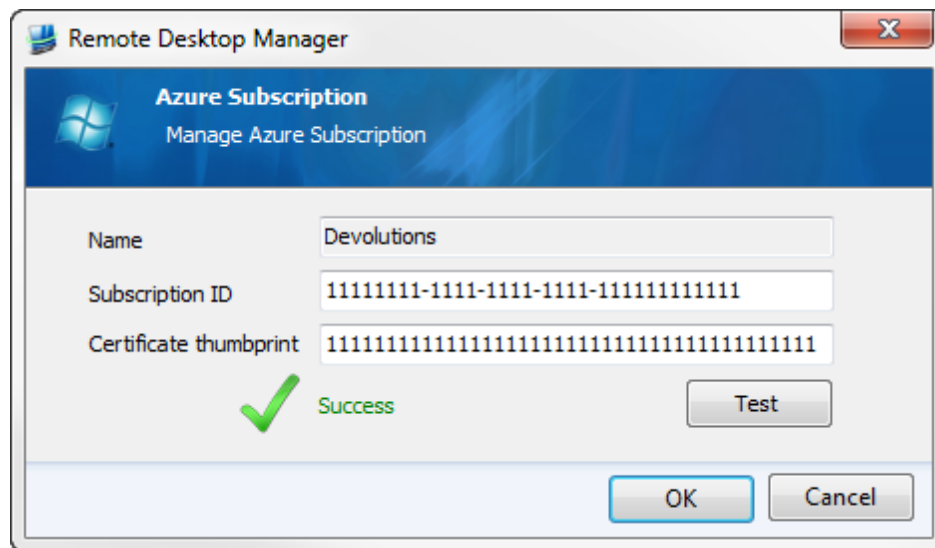 Remote Desktop Manager
Azure Subscription
Manage Azure Subscription
Name Devolutions
Subscription ID 11111111-1111-1111-1111-111111111111
Certificate thumbprint 1111111111111111111111111111111111111111
Success Test
OK Cancel